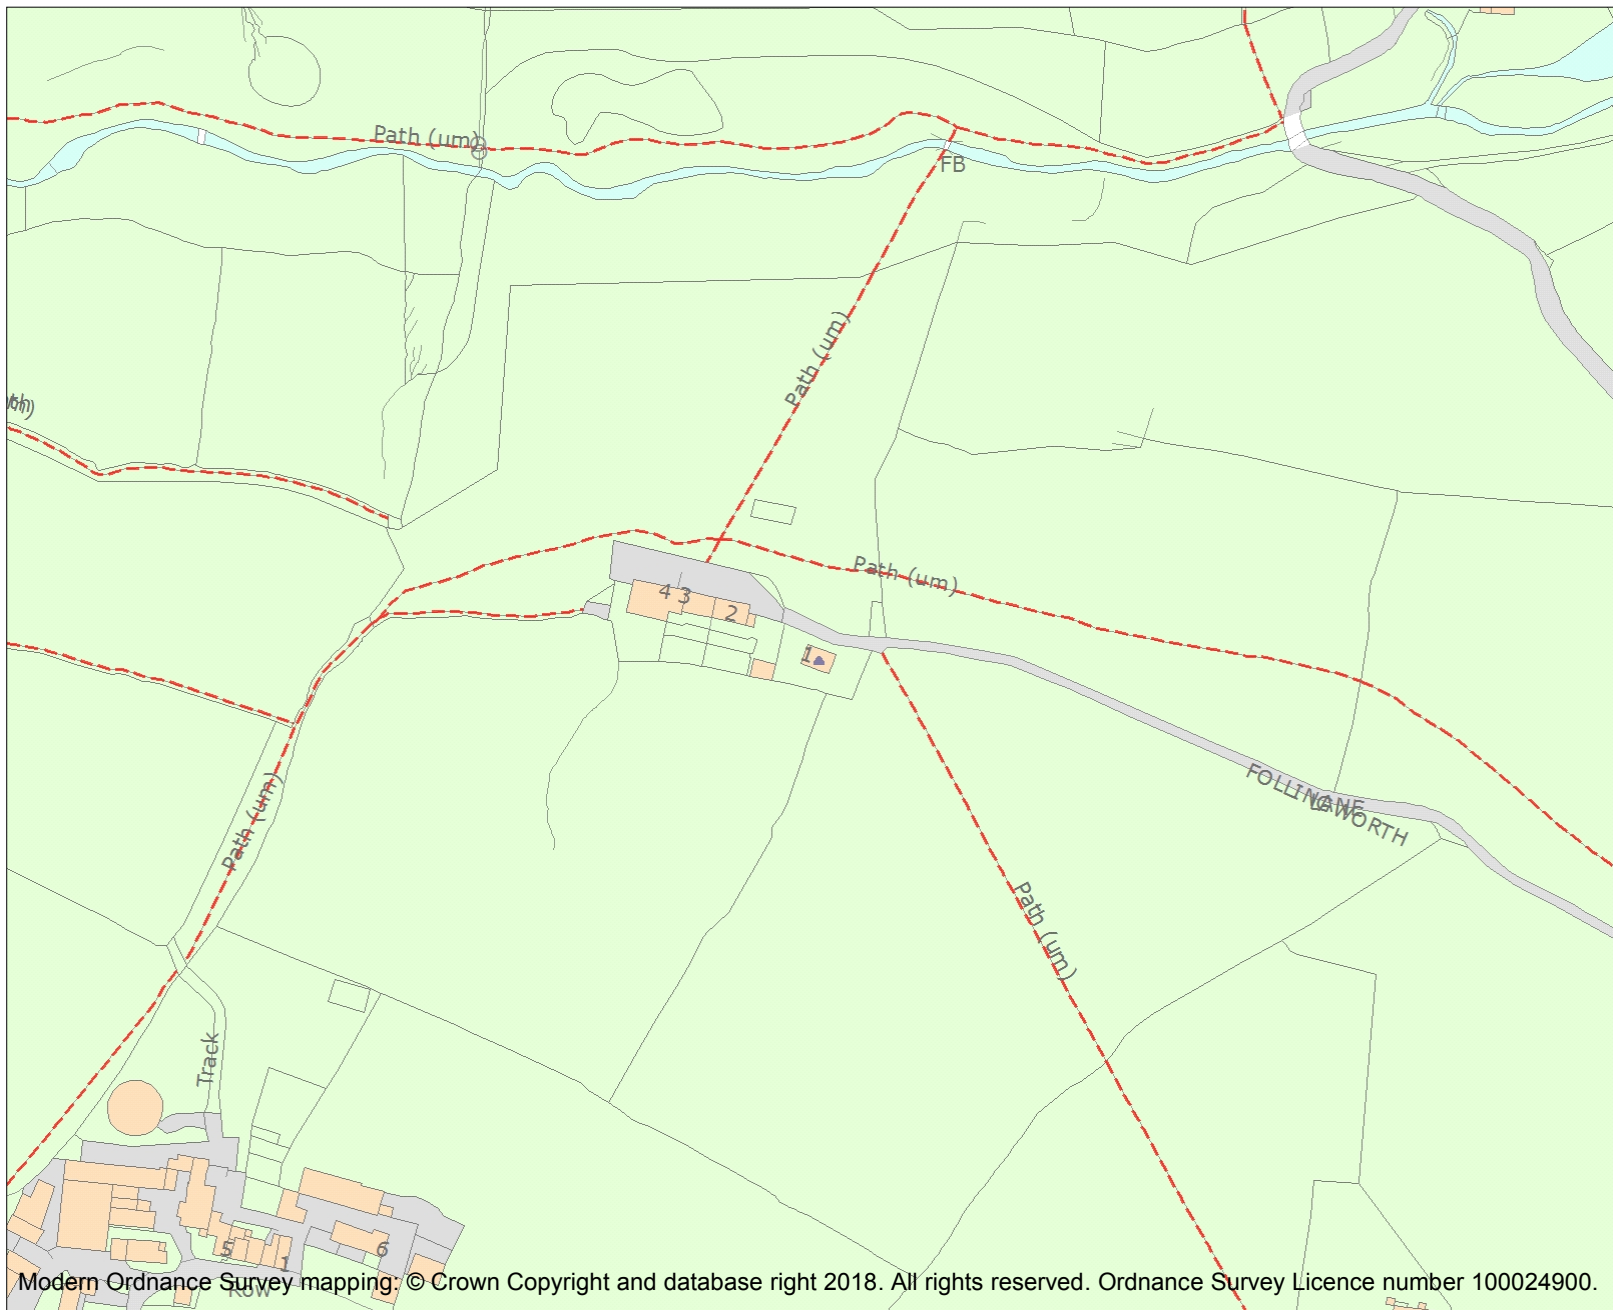 Path (um)
FB
Path (um)
Path (um)
4 3
2
1
Path (um)
FOLLINGWORTH
LANE
Path (um)
Track
5
1
6
Row
Modern Ordnance Survey mapping: © Crown Copyright and database right 2018. All rights reserved. Ordnance Survey Licence number 100024900.